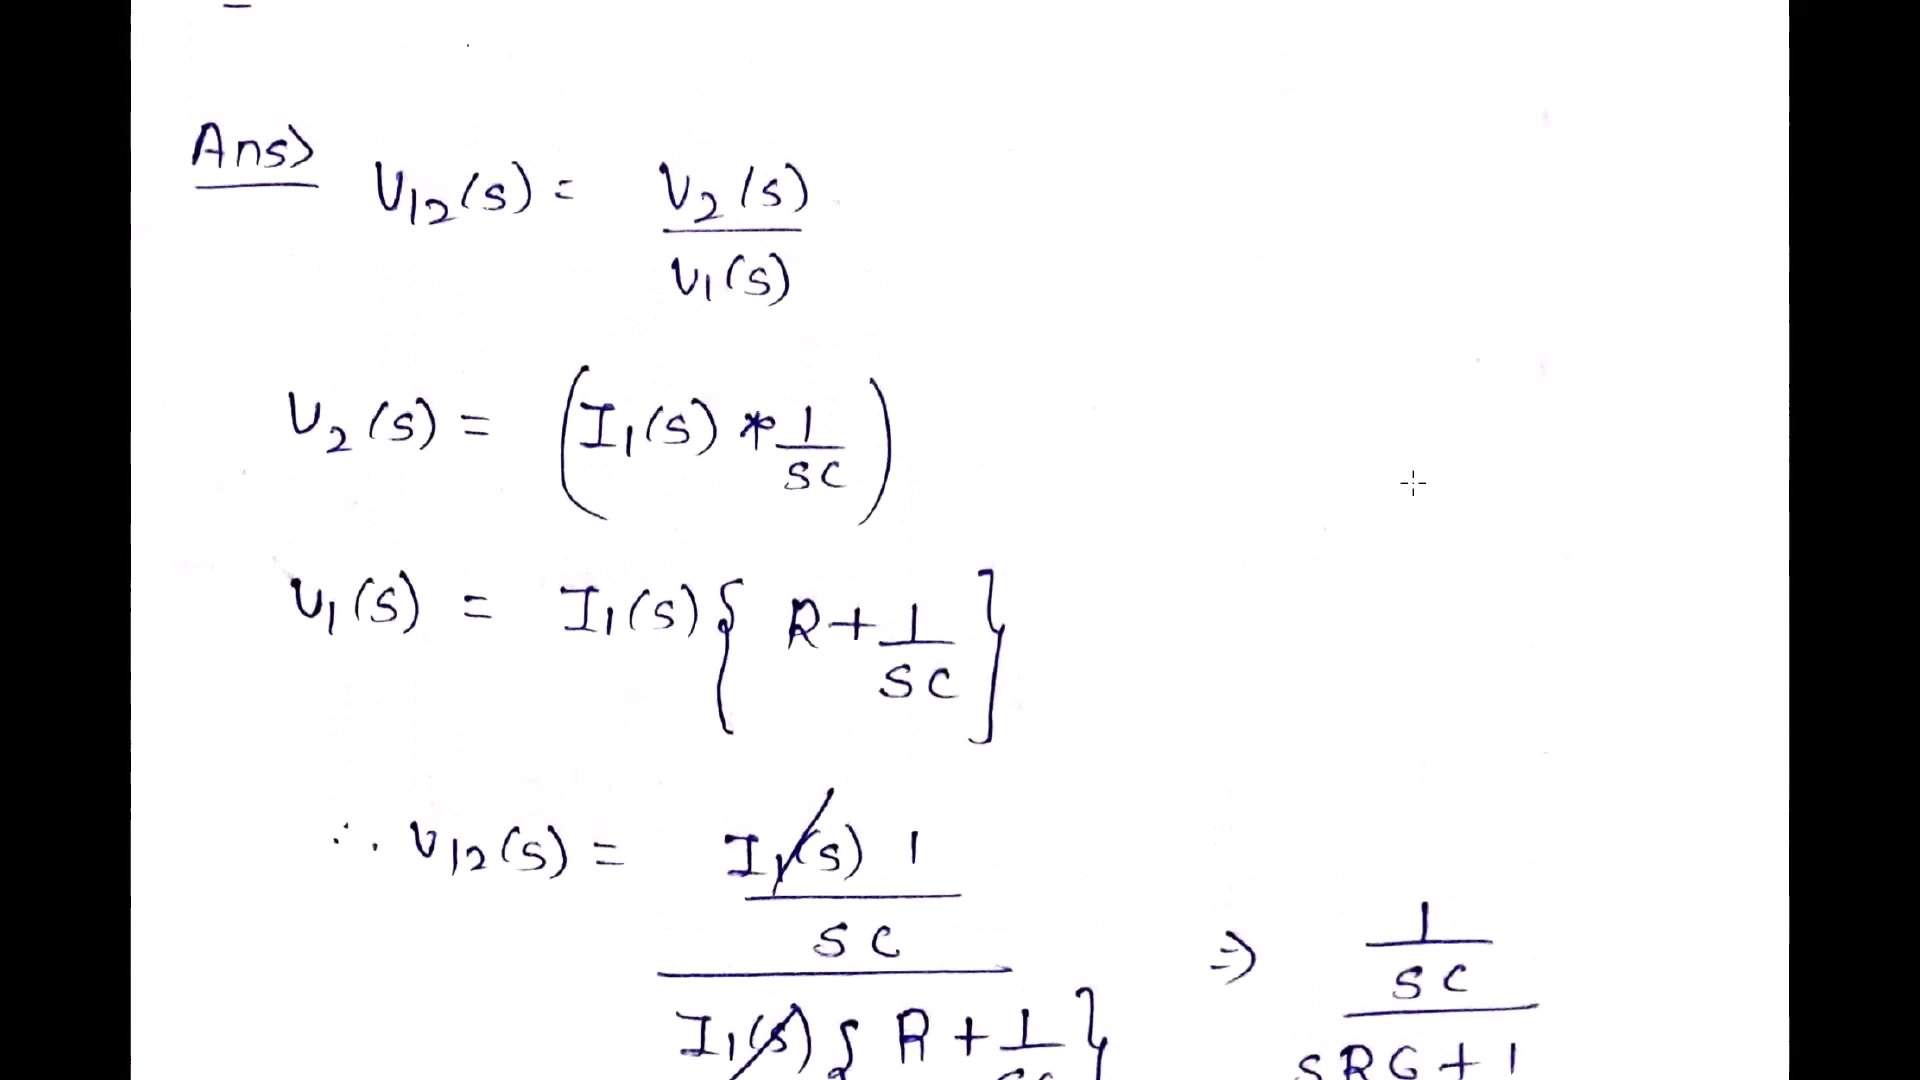 Ans>
V12(s) = V2(s)
V1(s)
V2(s) = (I1(s) * 1
SC)
V1(s) = I1(s) { R + 1
SC }
∴ V12(s) = I1(s) 1
SC
I1(s) { R + 1 }
⇒ 1
SC
SRC + 1